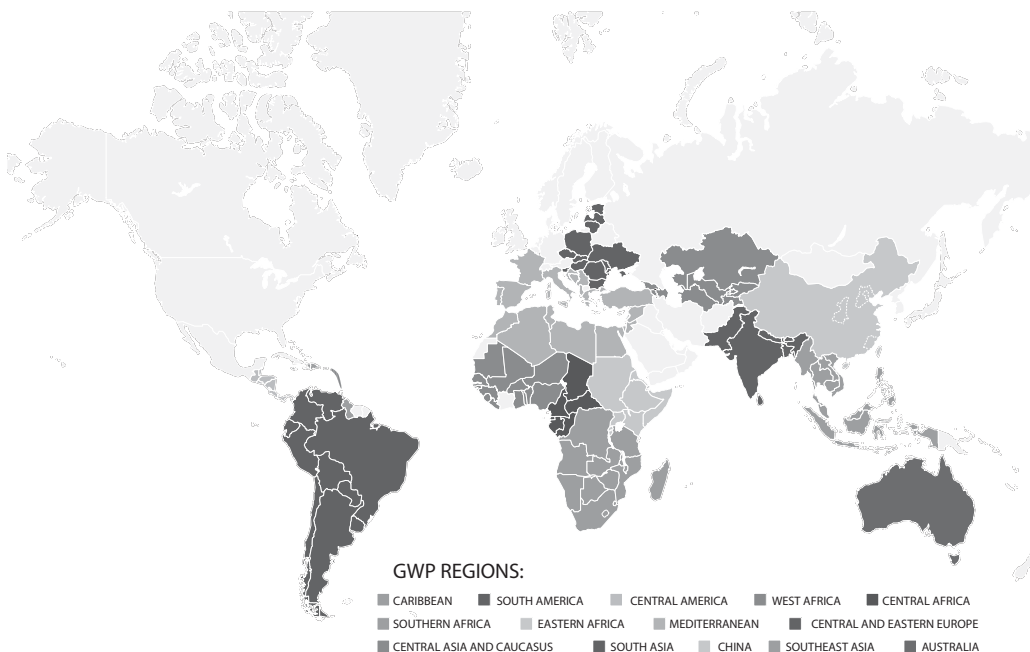 GWP REGIONS:
CARIBBEAN SOUTH AMERICA CENTRAL AMERICA WEST AFRICA CENTRAL AFRICA
SOUTHERN AFRICA EASTERN AFRICA MEDITERRANEAN CENTRAL AND EASTERN EUROPE
CENTRAL ASIA AND CAUCASUS SOUTH ASIA CHINA SOUTHEAST ASIA AUSTRALIA